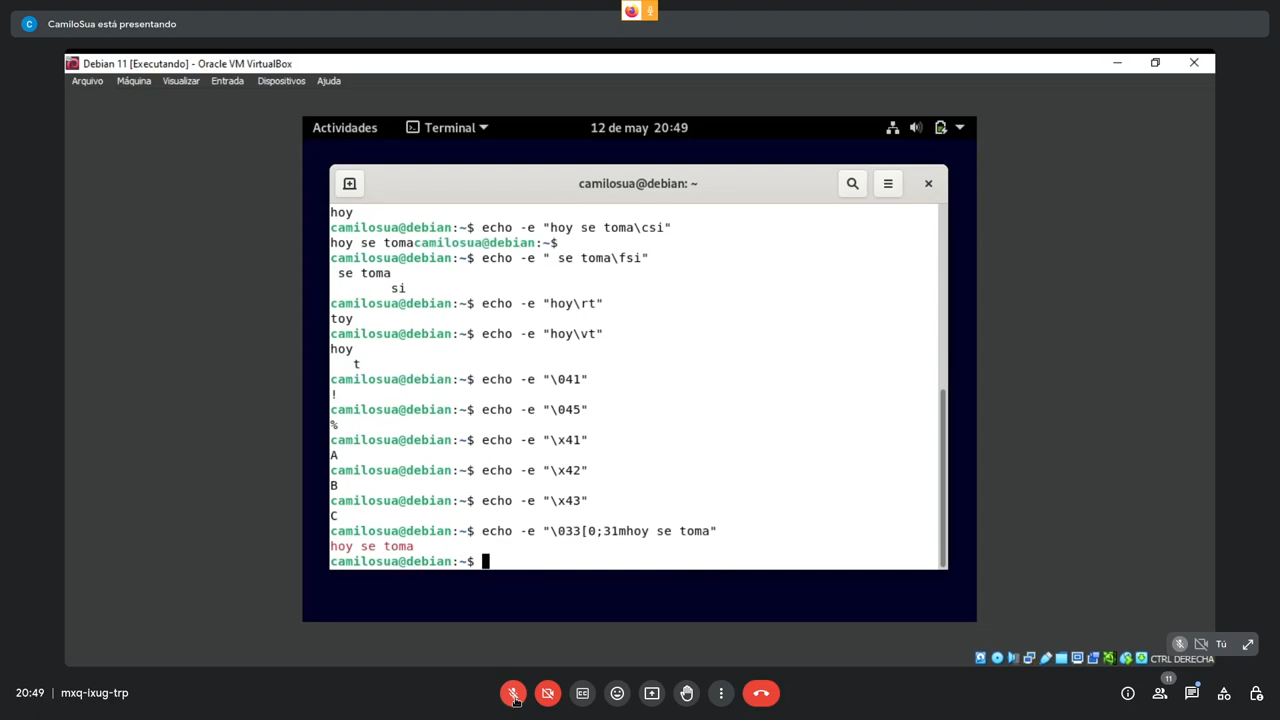 C CamiloSua está presentando
Debian 11 [Executando] - Oracle VM VirtualBox
Arquivo Máquina Visualizar Entrada Dispositivos Ajuda
Actividades Terminal 12 de may 20:49
camilosua@debian: ~
hoy
camilosua@debian:~$ echo -e "hoy se toma\csi"
hoy se tomacamilosua@debian:~$
camilosua@debian:~$ echo -e " se toma\fsi"
 se toma
        si
camilosua@debian:~$ echo -e "hoy\rt"
toy
camilosua@debian:~$ echo -e "hoy\vt"
hoy
   t
camilosua@debian:~$ echo -e "\041"
!
camilosua@debian:~$ echo -e "\045"
%
camilosua@debian:~$ echo -e "\x41"
A
camilosua@debian:~$ echo -e "\x42"
B
camilosua@debian:~$ echo -e "\x43"
C
camilosua@debian:~$ echo -e "\033[0;31mhoy se toma"
hoy se toma
camilosua@debian:~$
Tú
CTRL DERECHA
20:49 mxq-ixug-trp
11